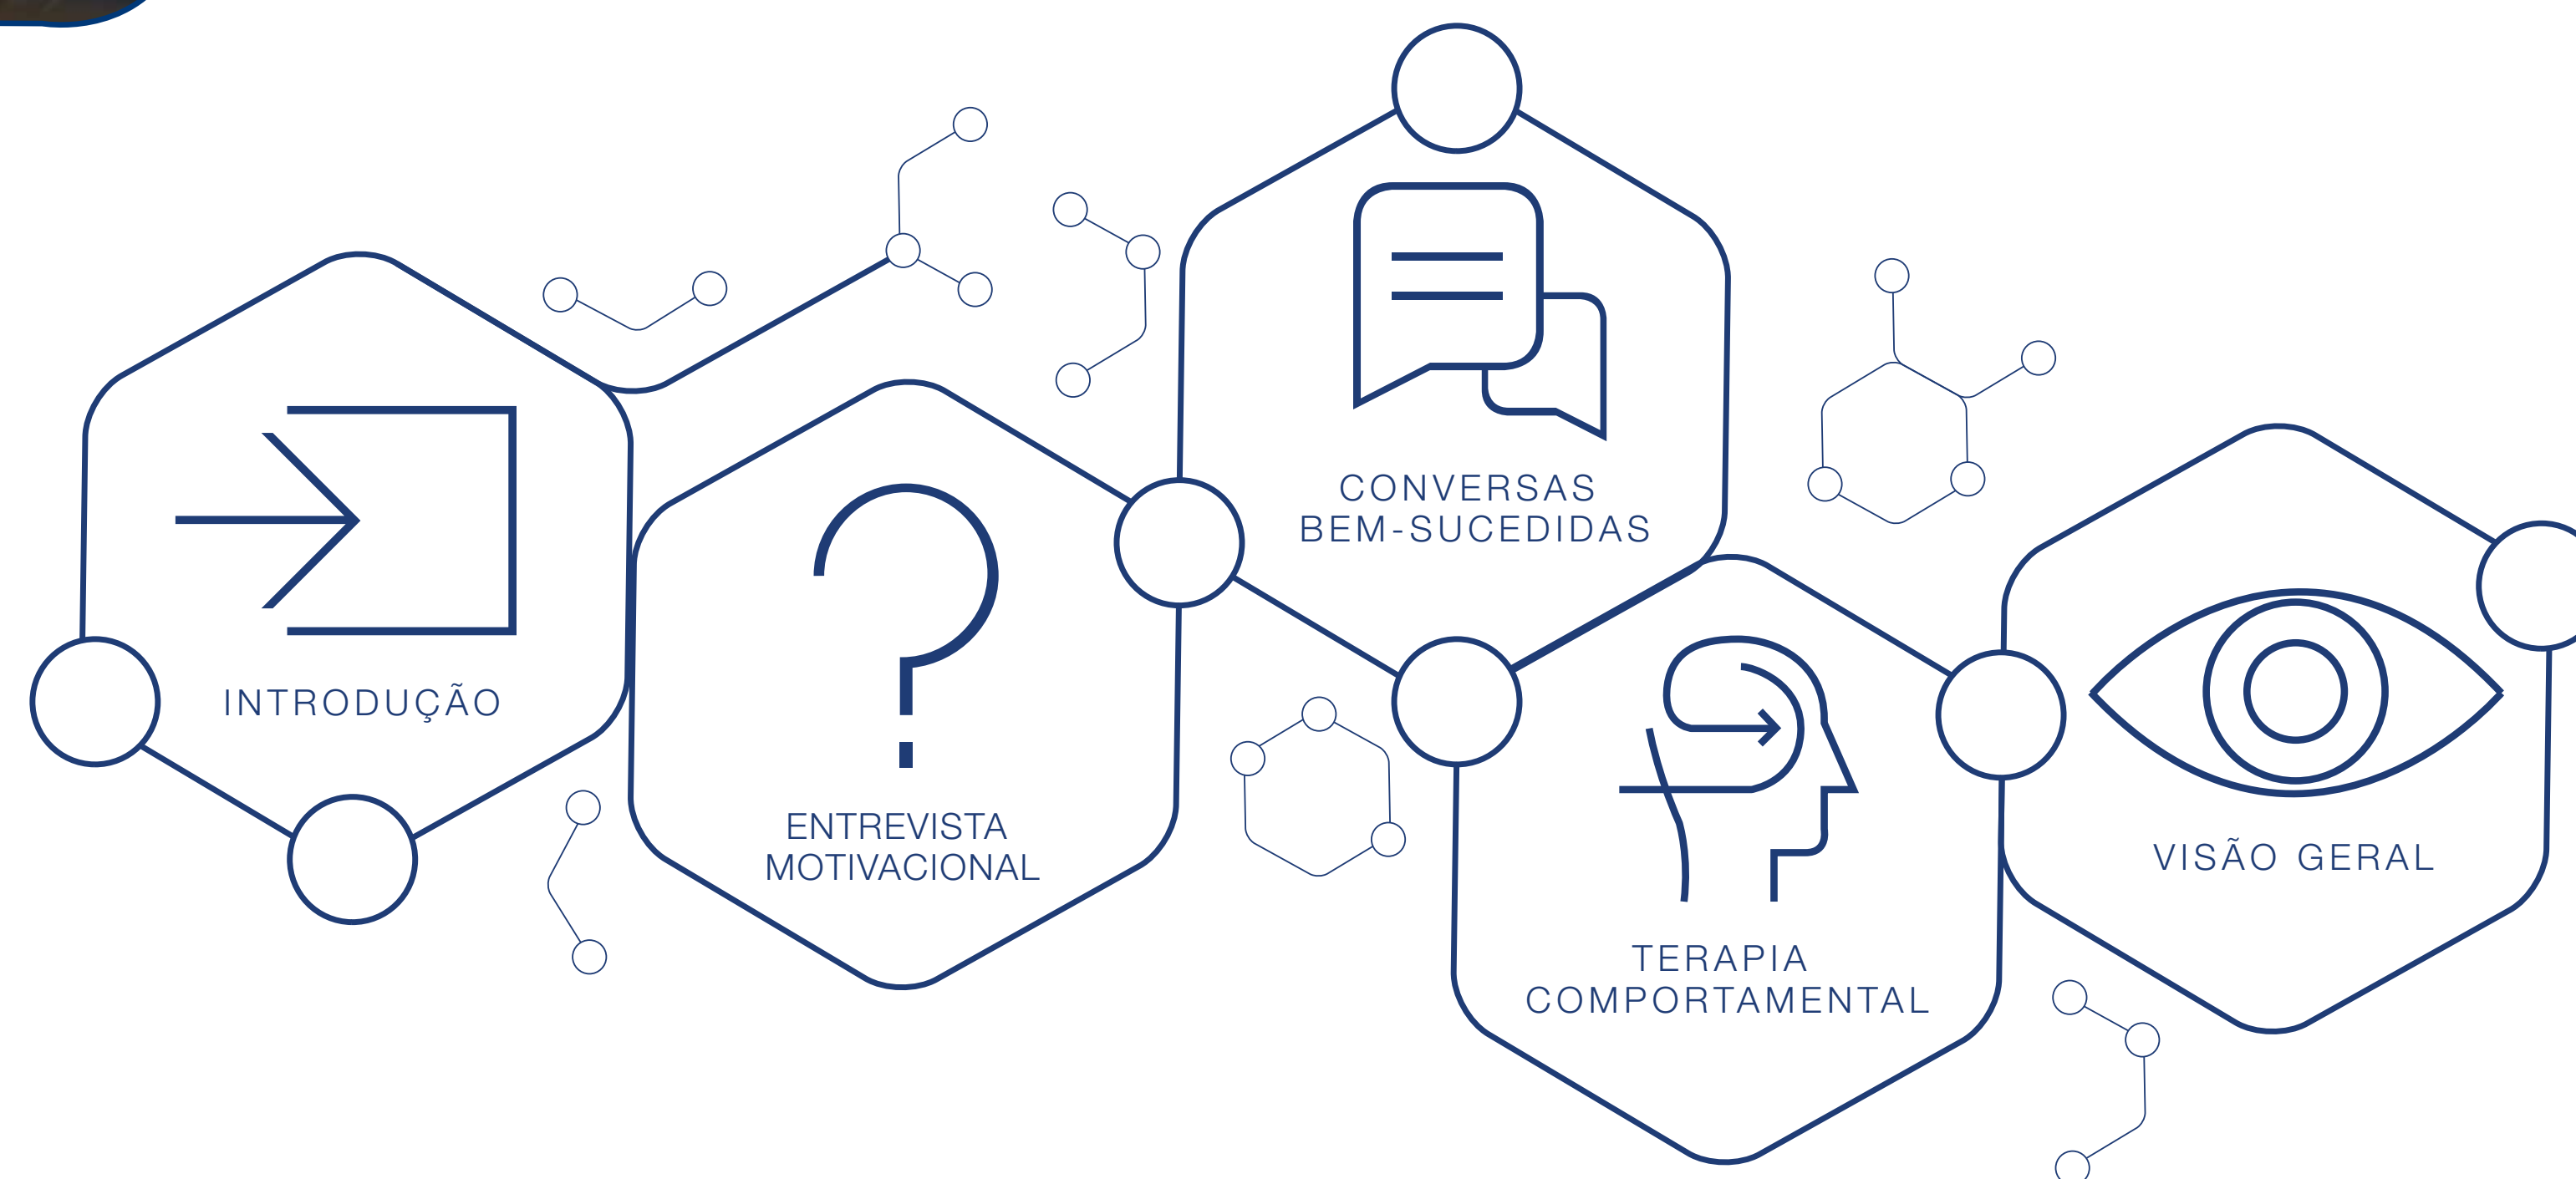 INTRODUÇÃO
ENTREVISTA
MOTIVACIONAL
CONVERSAS
BEM-SUCEDIDAS
TERAPIA
COMPORTAMENTAL
VISÃO GERAL